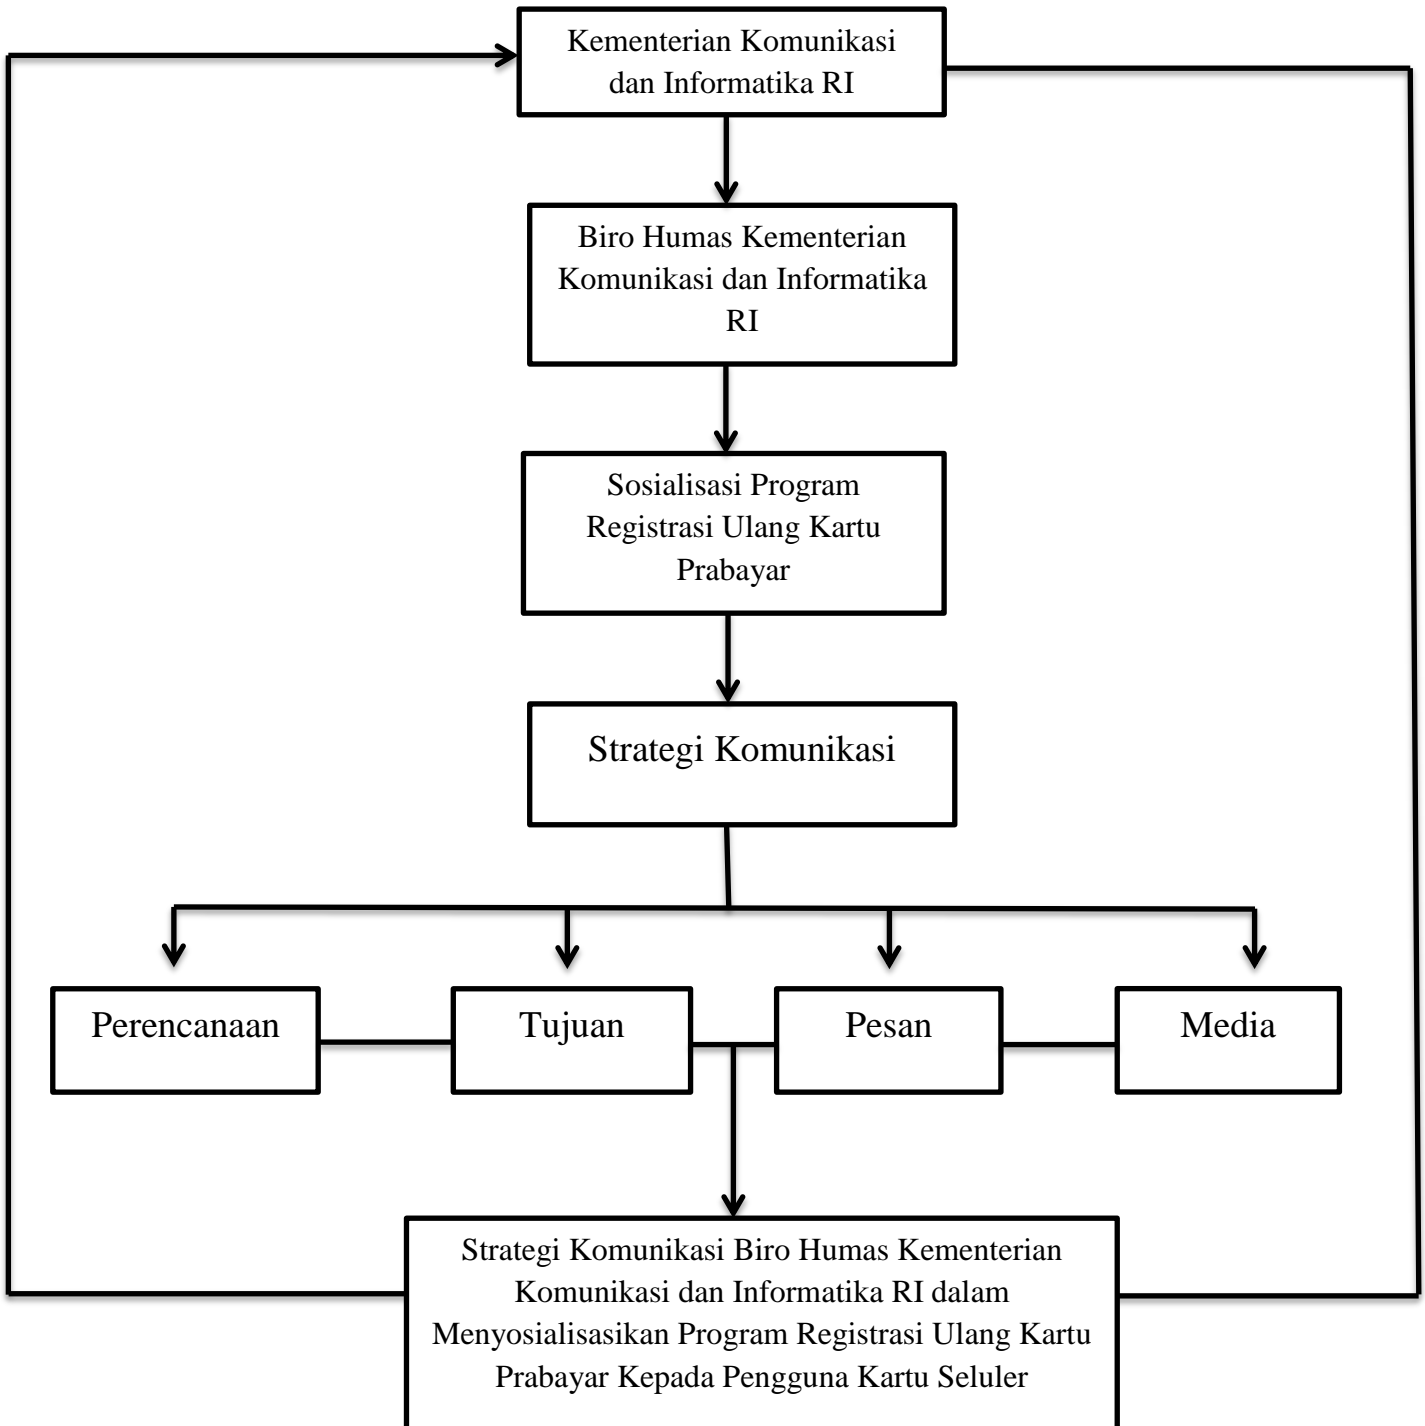 Kementerian Komunikasi
dan Informatika RI
Biro Humas Kementerian
Komunikasi dan Informatika
RI
Sosialisasi Program
Registrasi Ulang Kartu
Prabayar
Strategi Komunikasi
Perencanaan
Tujuan
Pesan
Media
Strategi Komunikasi Biro Humas Kementerian
Komunikasi dan Informatika RI dalam
Menyosialisasikan Program Registrasi Ulang Kartu
Prabayar Kepada Pengguna Kartu Seluler